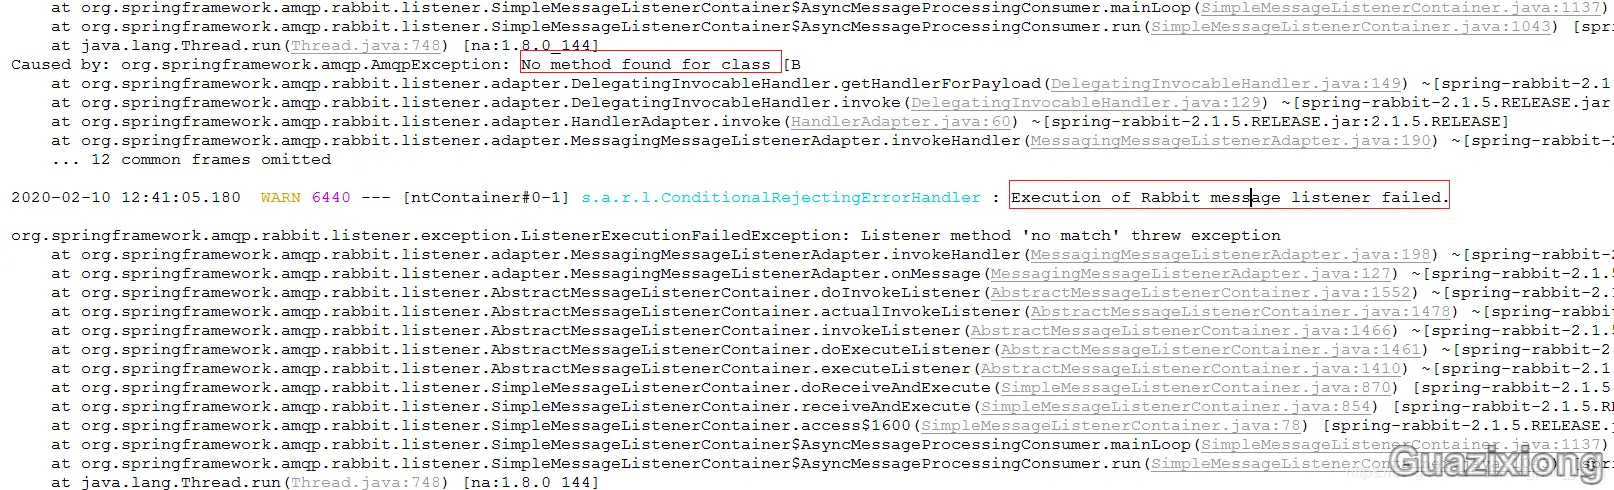 at org.springframework.amqp.rabbit.listener.SimpleMessageListenerContainer$AsyncMessageProcessingConsumer.mainLoop(SimpleMessageListenerContainer.java:1137)
at org.springframework.amqp.rabbit.listener.SimpleMessageListenerContainer$AsyncMessageProcessingConsumer.run(SimpleMessageListenerContainer.java:1043) [spr
at java.lang.Thread.run(Thread.java:748) [na:1.8.0_144]
Caused by: org.springframework.amqp.AmqpException: No method found for class [B
at org.springframework.amqp.rabbit.listener.adapter.DelegatingInvocableHandler.getHandlerForPayload(DelegatingInvocableHandler.java:149) ~[spring-rabbit-2.1
at org.springframework.amqp.rabbit.listener.adapter.DelegatingInvocableHandler.invoke(DelegatingInvocableHandler.java:129) ~[spring-rabbit-2.1.5.RELEASE.jar
at org.springframework.amqp.rabbit.listener.adapter.HandlerAdapter.invoke(HandlerAdapter.java:60) ~[spring-rabbit-2.1.5.RELEASE.jar:2.1.5.RELEASE]
at org.springframework.amqp.rabbit.listener.adapter.MessagingMessageListenerAdapter.invokeHandler(MessagingMessageListenerAdapter.java:190) ~[spring-rabbit-2
... 12 common frames omitted
2020-02-10 12:41:05.180 WARN 6440 --- [ntContainer#0-1] s.a.r.l.ConditionalRejectingErrorHandler : Execution of Rabbit message listener failed.
org.springframework.amqp.rabbit.listener.exception.ListenerExecutionFailedException: Listener method 'no match' threw exception
at org.springframework.amqp.rabbit.listener.adapter.MessagingMessageListenerAdapter.invokeHandler(MessagingMessageListenerAdapter.java:198) ~[spring-rabbit-2
at org.springframework.amqp.rabbit.listener.adapter.MessagingMessageListenerAdapter.onMessage(MessagingMessageListenerAdapter.java:127) ~[spring-rabbit-2.1.5
at org.springframework.amqp.rabbit.listener.AbstractMessageListenerContainer.doInvokeListener(AbstractMessageListenerContainer.java:1552) ~[spring-rabbit-2.1
at org.springframework.amqp.rabbit.listener.AbstractMessageListenerContainer.actualInvokeListener(AbstractMessageListenerContainer.java:1478) ~[spring-rabbit
at org.springframework.amqp.rabbit.listener.AbstractMessageListenerContainer.invokeListener(AbstractMessageListenerContainer.java:1466) ~[spring-rabbit-2.1.5
at org.springframework.amqp.rabbit.listener.AbstractMessageListenerContainer.doExecuteListener(AbstractMessageListenerContainer.java:1461) ~[spring-rabbit-2.
at org.springframework.amqp.rabbit.listener.AbstractMessageListenerContainer.executeListener(AbstractMessageListenerContainer.java:1410) ~[spring-rabbit-2.1
at org.springframework.amqp.rabbit.listener.SimpleMessageListenerContainer.doReceiveAndExecute(SimpleMessageListenerContainer.java:870) [spring-rabbit-2.1.5
at org.springframework.amqp.rabbit.listener.SimpleMessageListenerContainer.receiveAndExecute(SimpleMessageListenerContainer.java:854) [spring-rabbit-2.1.5.RE
at org.springframework.amqp.rabbit.listener.SimpleMessageListenerContainer.access$1600(SimpleMessageListenerContainer.java:78) [spring-rabbit-2.1.5.RELEASE.j
at org.springframework.amqp.rabbit.listener.SimpleMessageListenerContainer$AsyncMessageProcessingConsumer.mainLoop(SimpleMessageListenerContainer.java:1137)
at org.springframework.amqp.rabbit.listener.SimpleMessageListenerContainer$AsyncMessageProcessingConsumer.run(SimpleMessageListenerContainer
at java.lang.Thread.run(Thread.java:748) [na:1.8.0_144]
Guazixiong